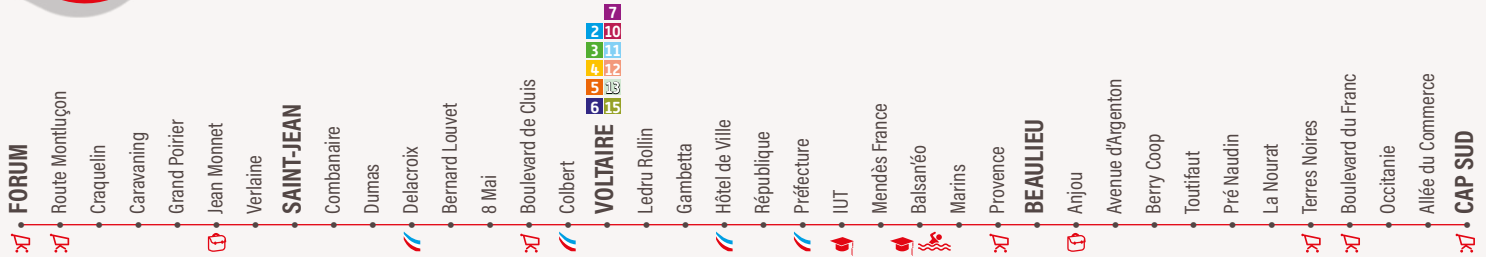 7
2 10
3 11
4 12
5 13
6 15
FORUM
Route Montluçon
Craquelin
Caravaning
Grand Poirier
Jean Monnet
Verlaine
SAINT-JEAN
Combanaire
Dumas
Delacroix
Bernard Louvet
8 Mai
Boulevard de Cluis
Colbert
VOLTAIRE
Ledru Rollin
Gambetta
Hôtel de Ville
République
Préfecture
IUT
Mendès France
Balsan'éo
Marins
Provence
BEAULIEU
Anjou
Avenue d'Argenton
Berry Coop
Toutifaut
Pré Naudin
La Nourat
Terres Noires
Boulevard du Franc
Occitanie
Allée du Commerce
CAP SUD